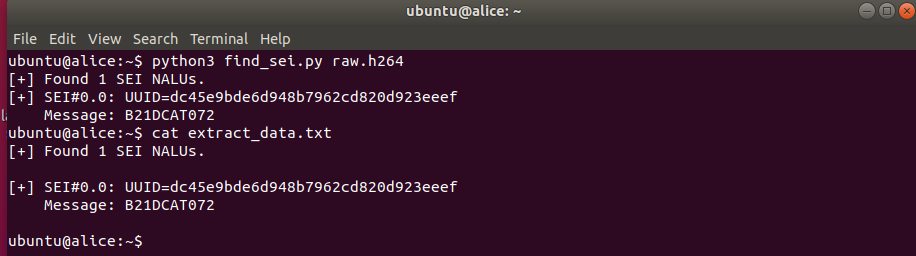 ubuntu@alice: ~
File Edit View Search Terminal Help
ubuntu@alice:~$ python3 find_sei.py raw.h264
[+] Found 1 SEI NALUs.
[+] SEI#0.0: UUID=dc45e9bde6d948b7962cd820d923eeef
    Message: B21DCAT072
ubuntu@alice:~$ cat extract_data.txt
[+] Found 1 SEI NALUs.
[+] SEI#0.0: UUID=dc45e9bde6d948b7962cd820d923eeef
    Message: B21DCAT072
ubuntu@alice:~$